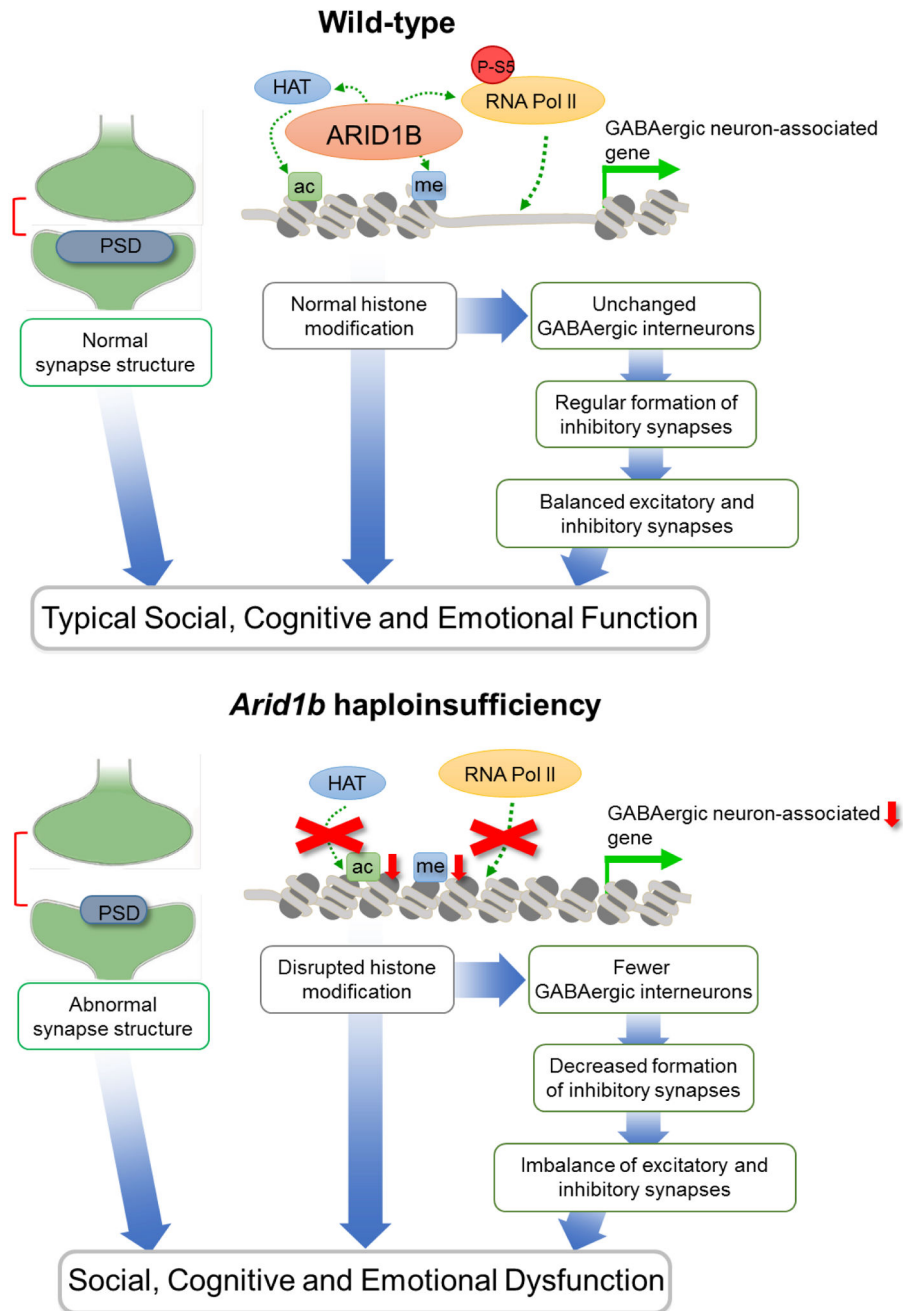 Wild-type
P-S5
HAT
RNA Pol II
ARID1B
GABAergic neuron-associated
gene
ac
me
PSD
Normal
synapse structure
Normal histone
modification
Unchanged
GABAergic interneurons
Regular formation of
inhibitory synapses
Balanced excitatory and
inhibitory synapses
Typical Social, Cognitive and Emotional Function
Arid1b haploinsufficiency
HAT
RNA Pol II
GABAergic neuron-associated
gene
ac
me
PSD
Abnormal
synapse structure
Disrupted histone
modification
Fewer
GABAergic interneurons
Decreased formation
of inhibitory synapses
Imbalance of excitatory and
inhibitory synapses
Social, Cognitive and Emotional Dysfunction